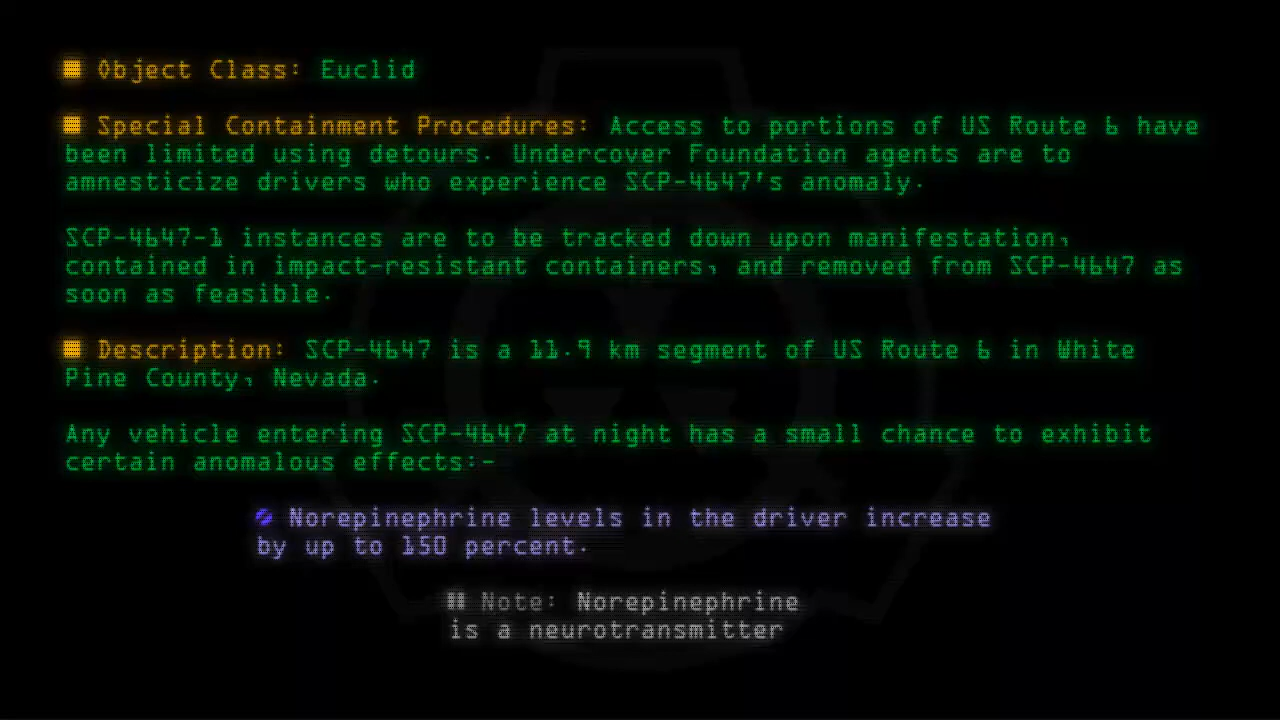 ■ Object Class: Euclid
■ Special Containment Procedures: Access to portions of US Route 6 have
been limited using detours. Undercover Foundation agents are to
amnesticize drivers who experience SCP-4647's anomaly.
SCP-4647-1 instances are to be tracked down upon manifestation,
contained in impact-resistant containers, and removed from SCP-4647 as
soon as feasible.
■ Description: SCP-4647 is a 11.9 km segment of US Route 6 in White
Pine County, Nevada.
Any vehicle entering SCP-4647 at night has a small chance to exhibit
certain anomalous effects:-
Norepinephrine levels in the driver increase
by up to 150 percent.
Note: Norepinephrine
is a neurotransmitter